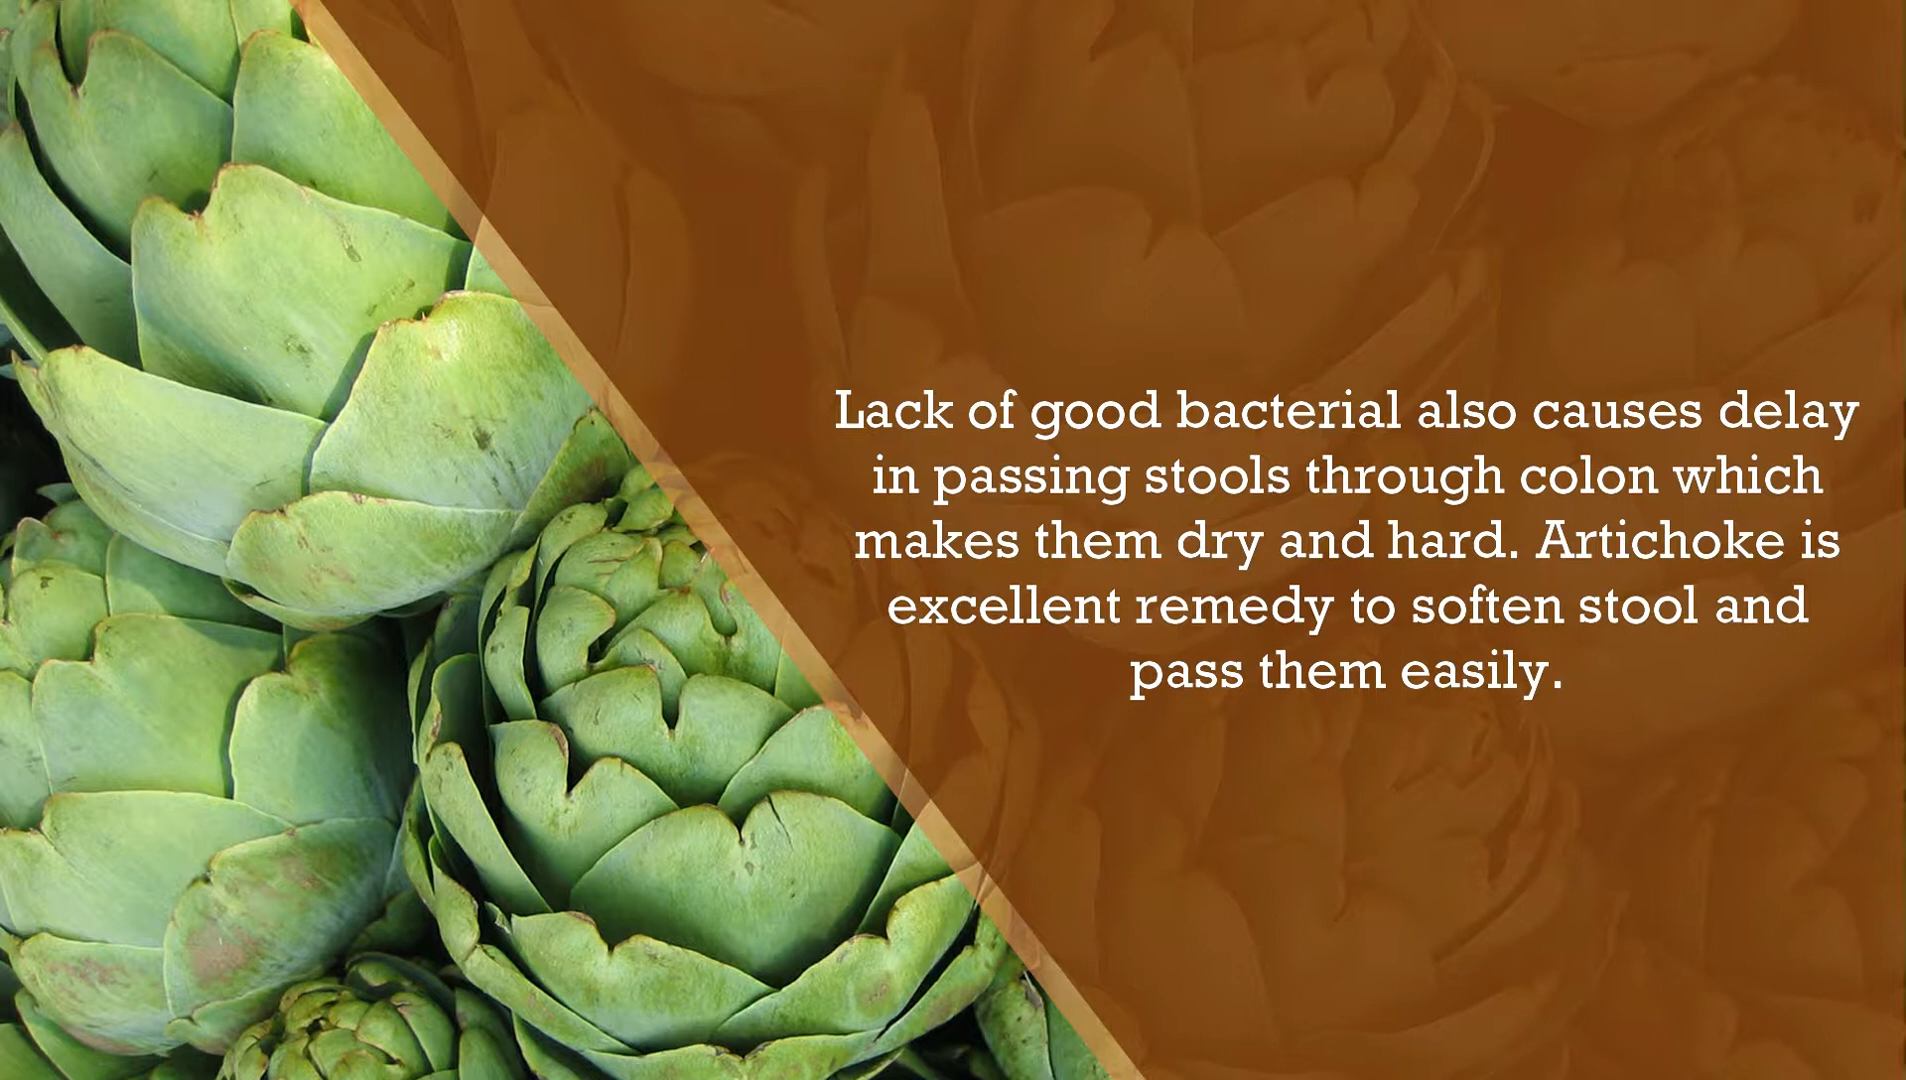 Lack of good bacterial also causes delay
in passing stools through colon which
makes them dry and hard. Artichoke is
excellent remedy to soften stool and
pass them easily.